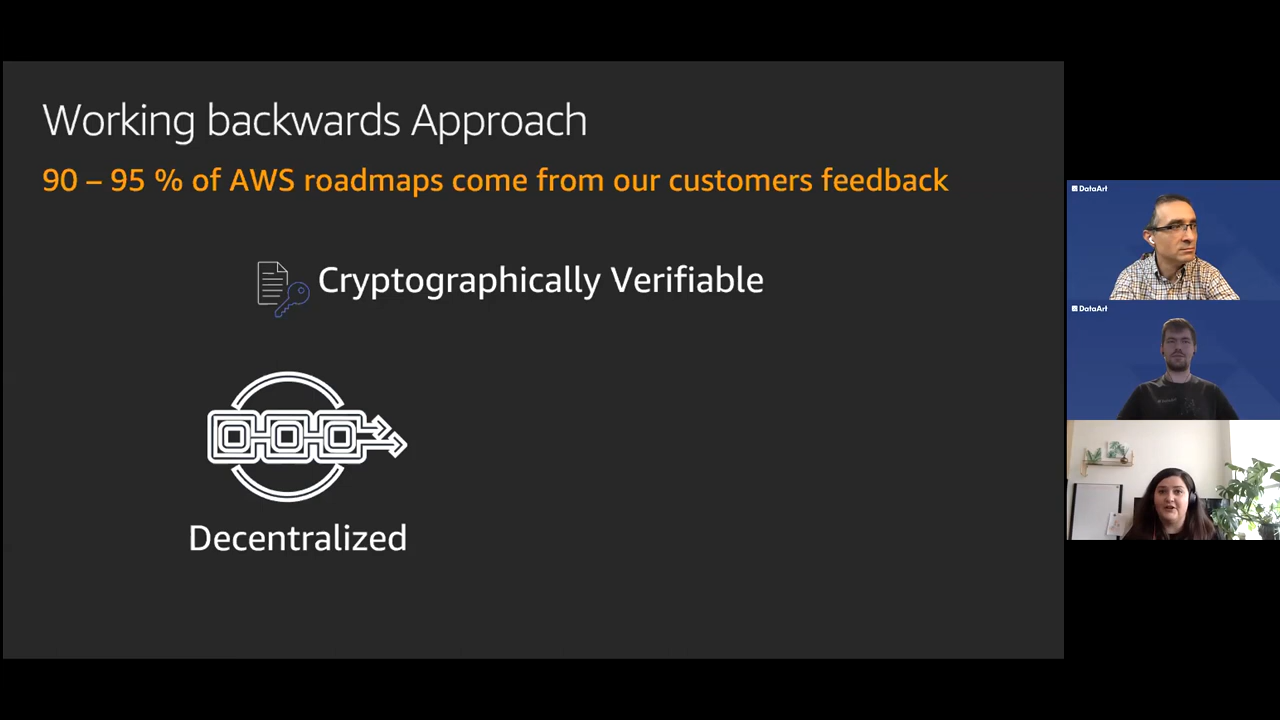 Working backwards Approach
90 – 95 % of AWS roadmaps come from our customers feedback
Cryptographically Verifiable
Decentralized
DataArt
DataArt